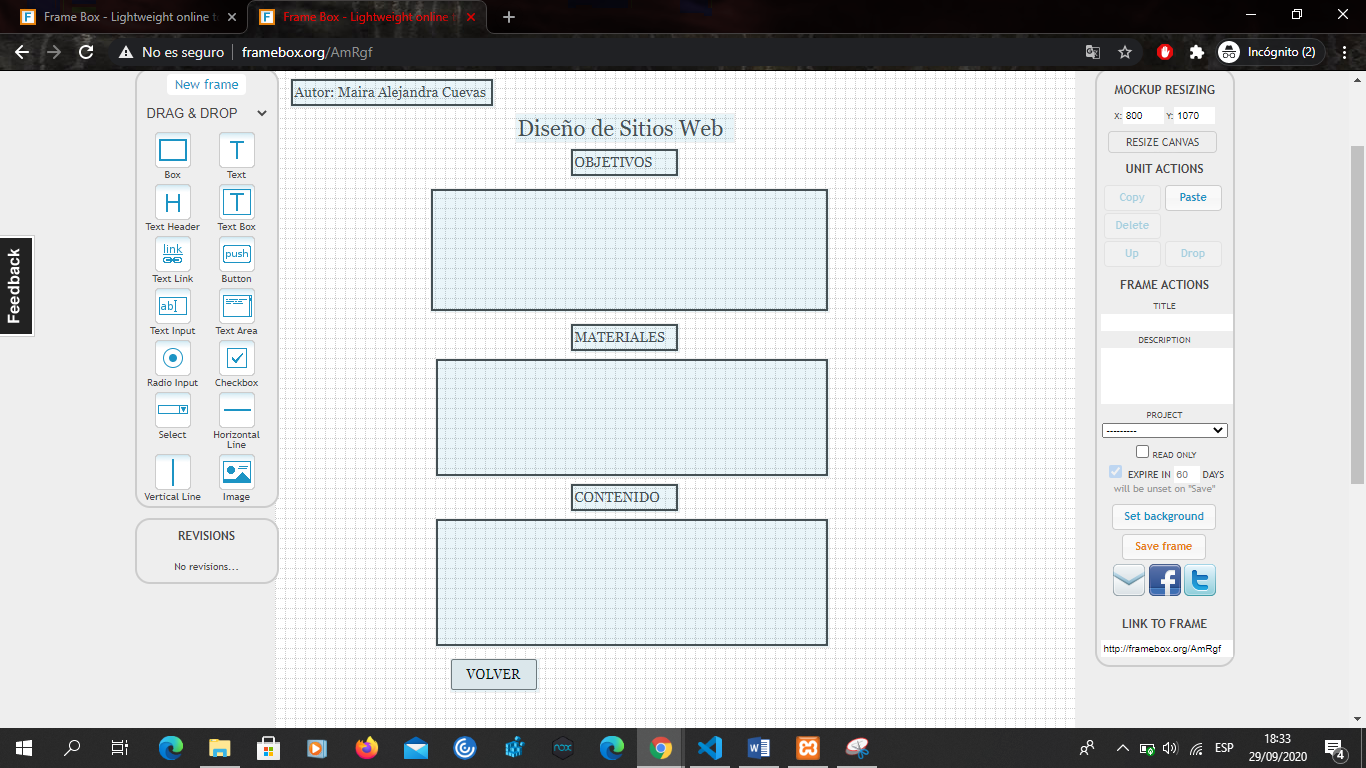 Frame Box - Lightweight online t
Frame Box - Lightweight online
No es seguro
framebox.org/AmRgf
Incógnito (2)
New frame
DRAG & DROP
Box
Text
H
T
Text Header
Text Box
link
push
Text Link
Button
ab
Text Input
Text Area
Radio Input
Checkbox
Select
Horizontal
Line
Vertical Line
Image
REVISIONS
No revisions...
Feedback
Autor: Maira Alejandra Cuevas
Diseño de Sitios Web
OBJETIVOS
MATERIALES
CONTENIDO
VOLVER
MOCKUP RESIZING
X: 800 Y: 1070
RESIZE CANVAS
UNIT ACTIONS
Copy Paste
Delete
Up Drop
FRAME ACTIONS
TITLE
DESCRIPTION
PROJECT
---------
READ ONLY
EXPIRE IN 60 DAYS
will be unset on "Save"
Set background
Save frame
LINK TO FRAME
http://framebox.org/AmRgf
nox
ESP
18:33
29/09/2020
4